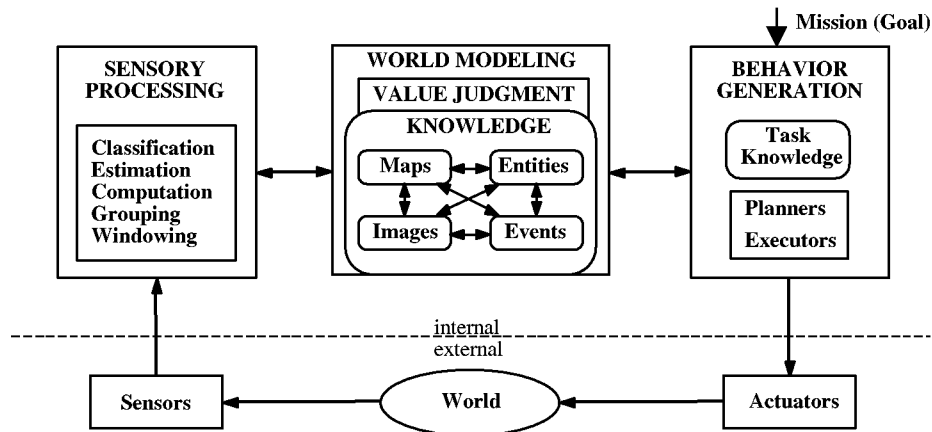 Mission (Goal)
SENSORY
PROCESSING
Classification
Estimation
Computation
Grouping
Windowing
WORLD MODELING
VALUE JUDGMENT
KNOWLEDGE
Maps
Entities
Images
Events
BEHAVIOR
GENERATION
Task
Knowledge
Planners
Executors
internal
external
Sensors
World
Actuators